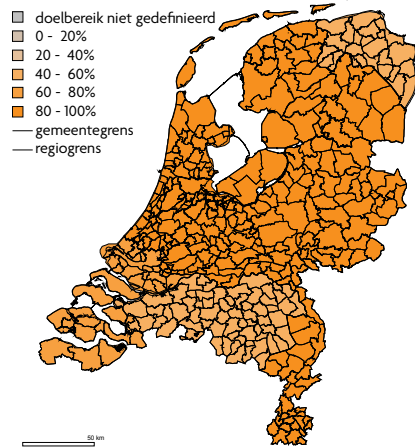 doelbereik niet gedefinieerd
0 - 20%
20 - 40%
40 - 60%
60 - 80%
80 - 100%
gemeentegrens
regiogrens
50 km